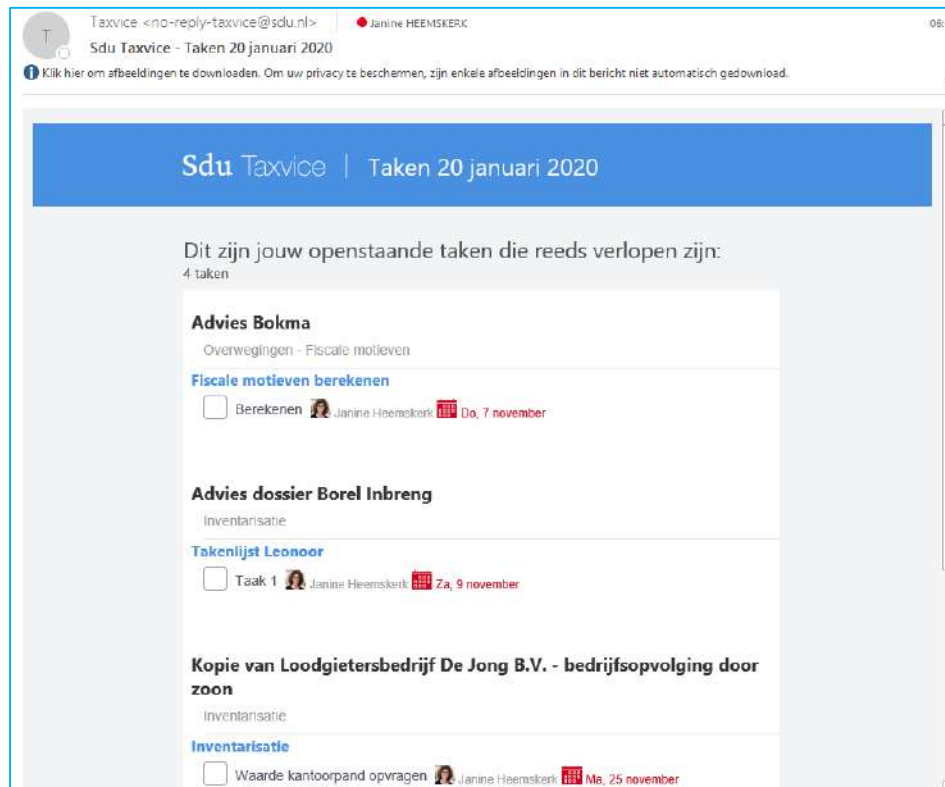 Taxvice <no-reply-taxvice@sdu.nl> Janine HEEMSKERK 06:
T
Sdu Taxvice - Taken 20 januari 2020
Klik hier om afbeeldingen te downloaden. Om uw privacy te beschermen, zijn enkele afbeeldingen in dit bericht niet automatisch gedownload.
Sdu Taxvice | Taken 20 januari 2020
Dit zijn jouw openstaande taken die reeds verlopen zijn:
4 taken
Advies Bokma
Overwegingen - Fiscale motieven
Fiscale motieven berekenen
Berekenen Janine Heemskerk Do, 7 november
Advies dossier Borel Inbreng
Inventarisatie
Takenlijst Leonoor
Taak 1 Janine Heemskerk Za, 9 november
Kopie van Loodgietersbedrijf De Jong B.V. - bedrijfsopvolging door
zoon
Inventarisatie
Inventarisatie
Waarde kantoorpand opvragen Janine Heemskerk Ma, 25 november